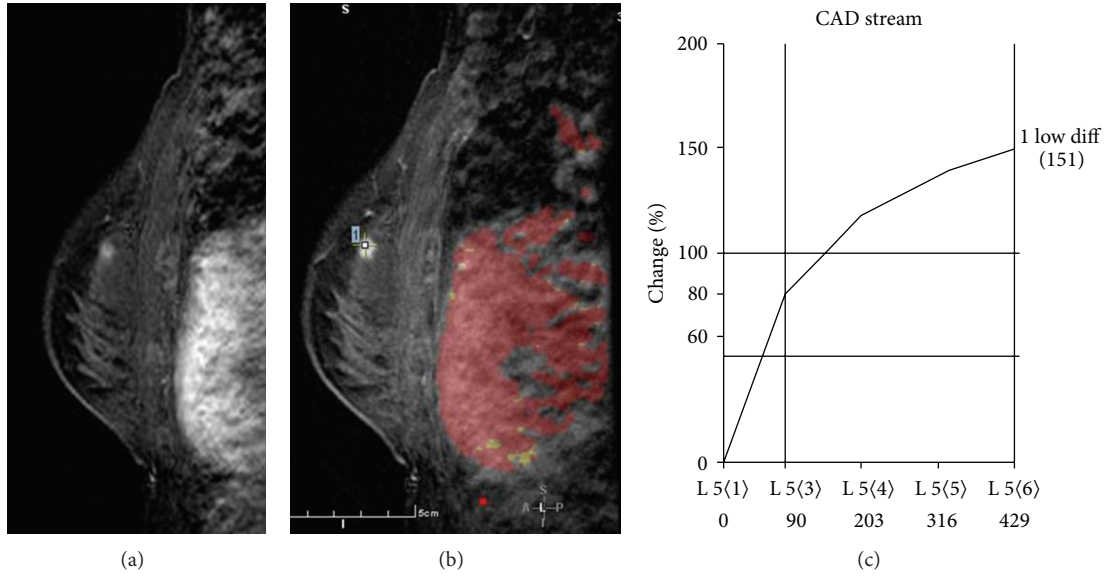 S
3
1
5cm
S
A L P
I
I
(a)
(b)
CAD stream
200
150
100
80
60
0
Change (%)
1 low diff
(151)
L 5⟨1⟩ L 5⟨3⟩ L 5⟨4⟩ L 5⟨5⟩ L 5⟨6⟩
0 90 203 316 429
(c)